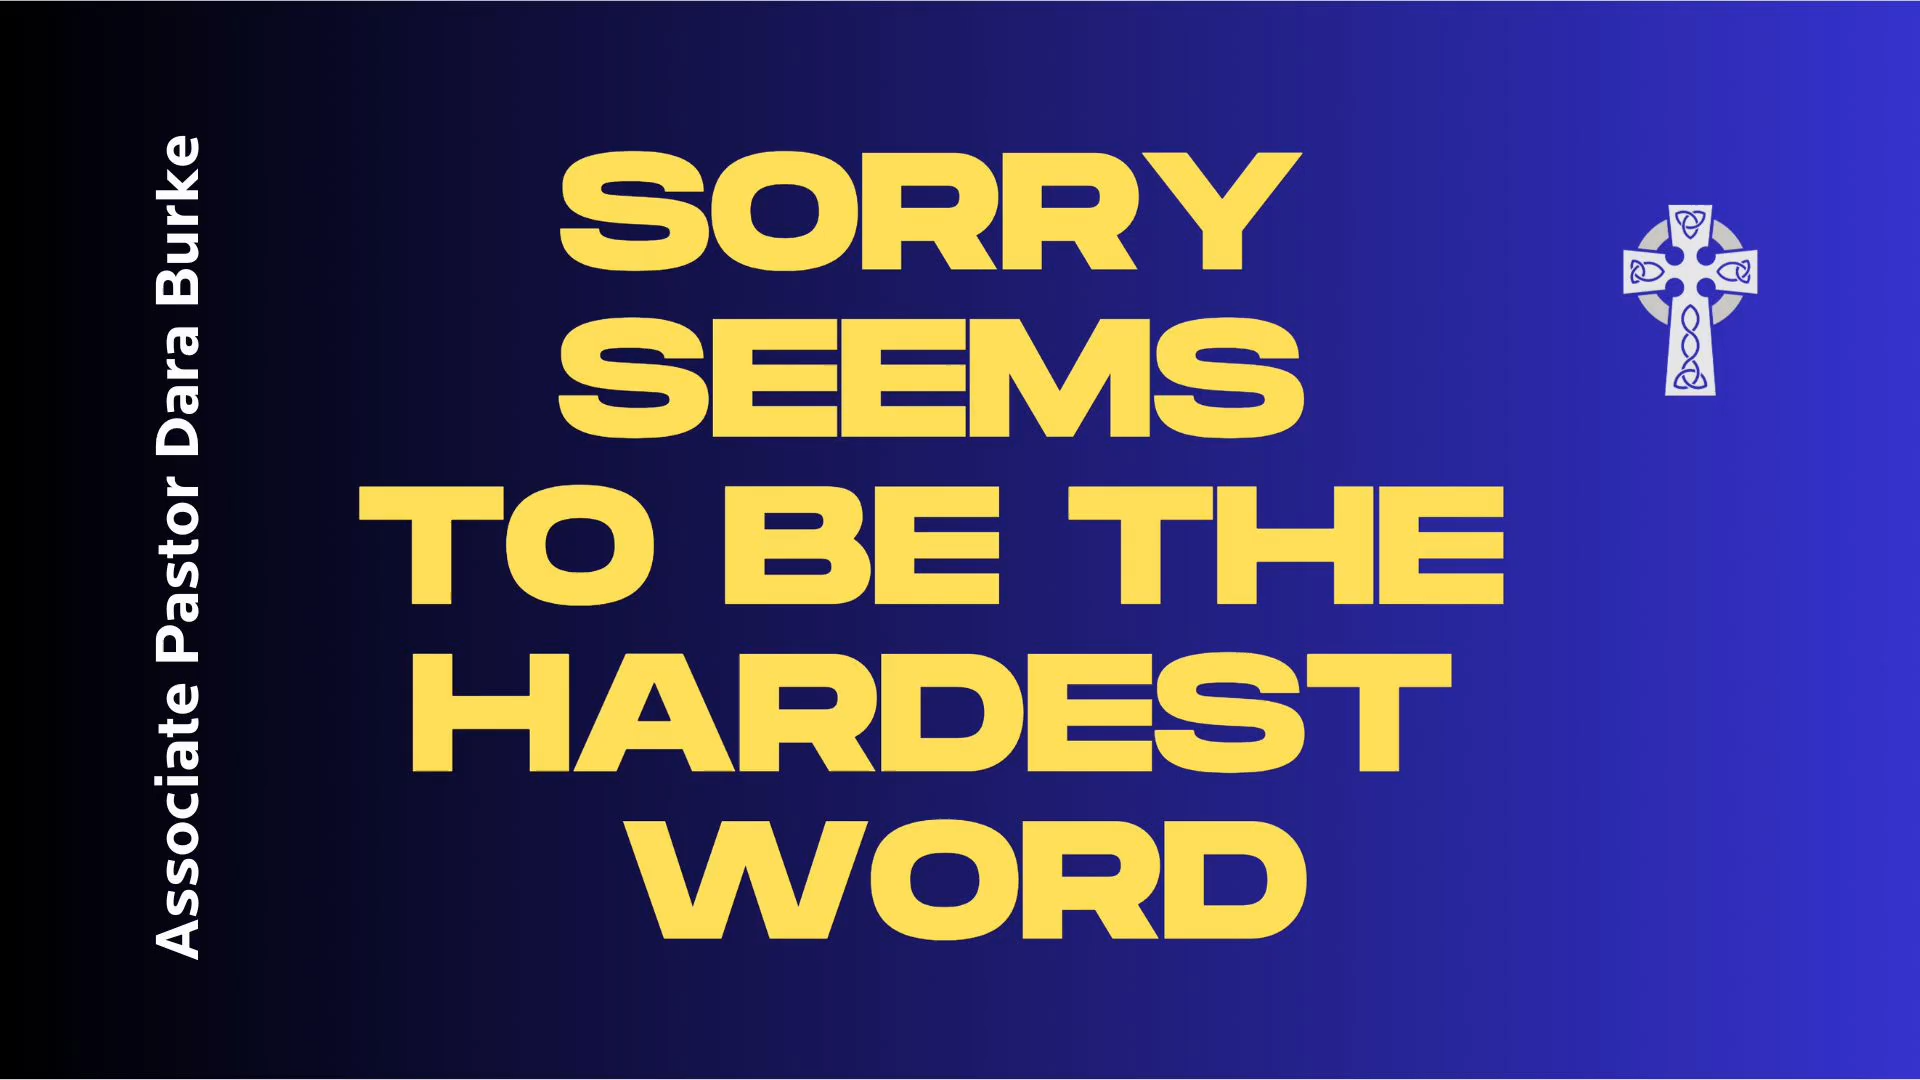 Associate Pastor Dara Burke
SORRY
SEEMS
TO BE THE
HARDEST
WORD